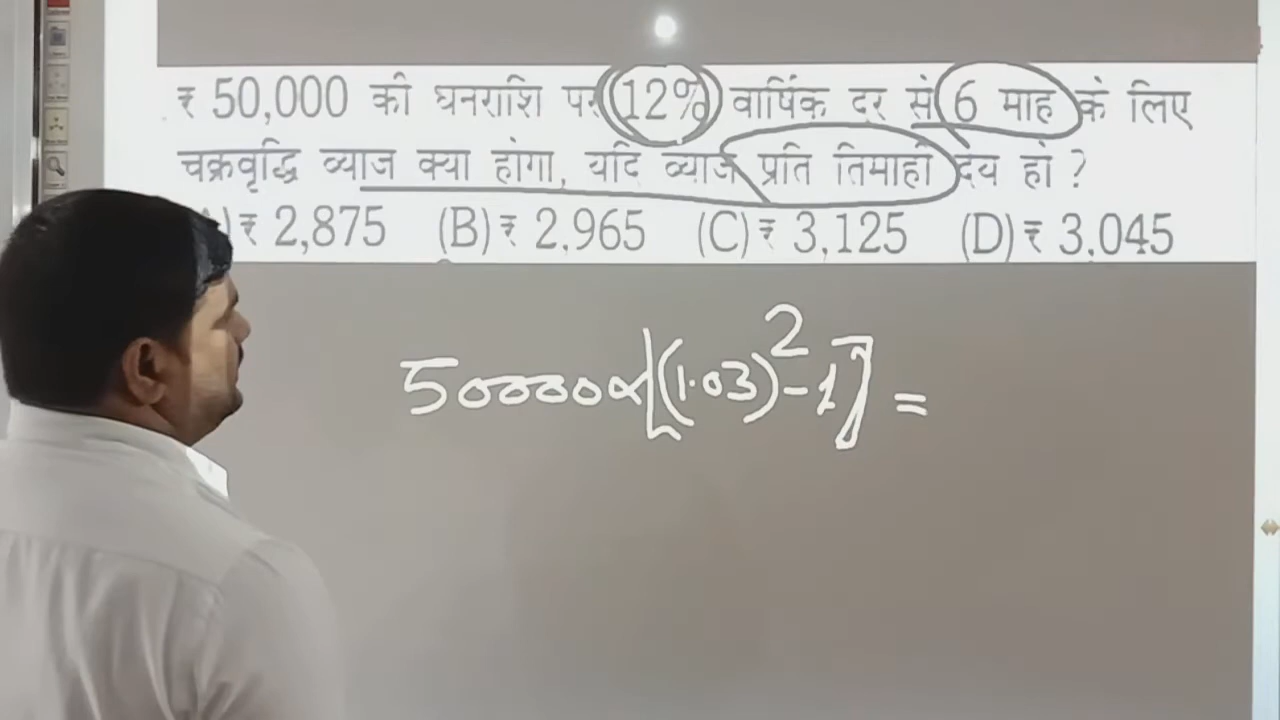 ₹ 50,000 की धनराशि पर 12% वार्षिक दर से 6 माह के लिए
चक्रवृद्धि ब्याज क्या होगा, यदि ब्याज प्रति तिमाही देय हो ?
) ₹ 2,875 (B) ₹ 2,965 (C) ₹ 3,125 (D) ₹ 3,045
50000×[(1.03)²-1] =